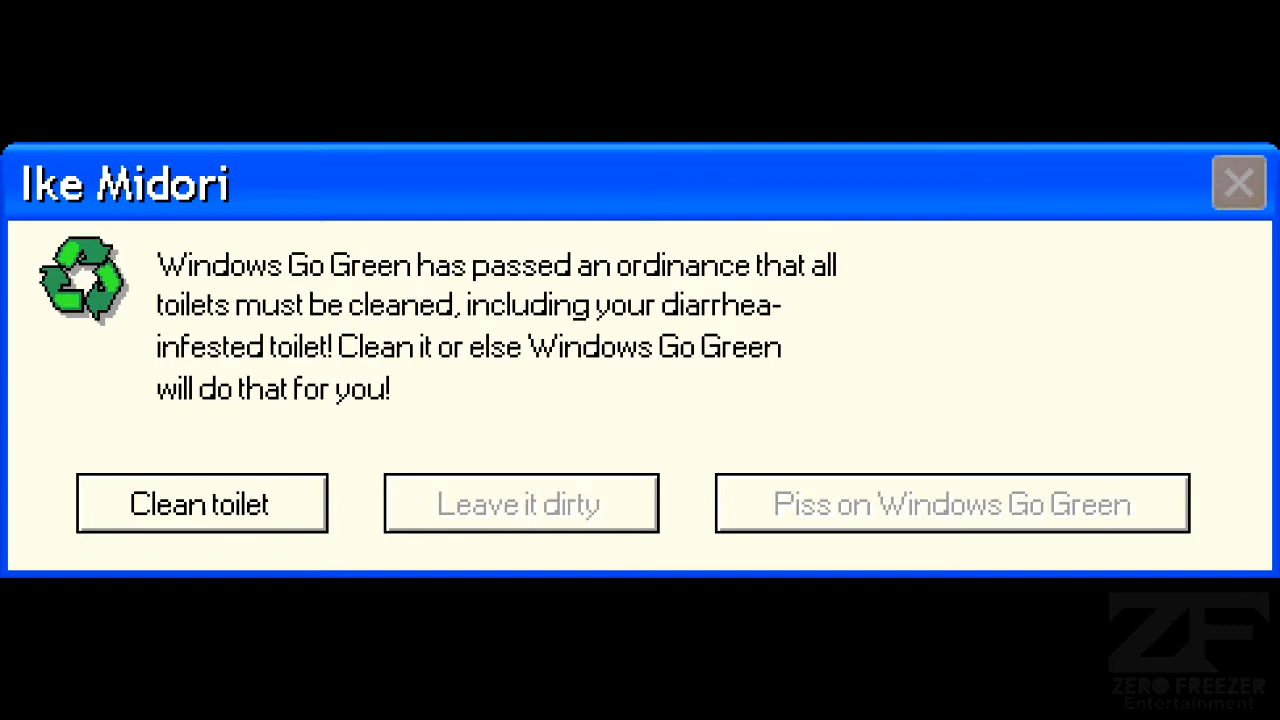 Ike Midori
Windows Go Green has passed an ordinance that all
toilets must be cleaned, including your diarrhea-
infested toilet! Clean it or else Windows Go Green
will do that for you!
Clean toilet
Leave it dirty
Piss on Windows Go Green
ZF
ZERO FREEZER
Entertainment